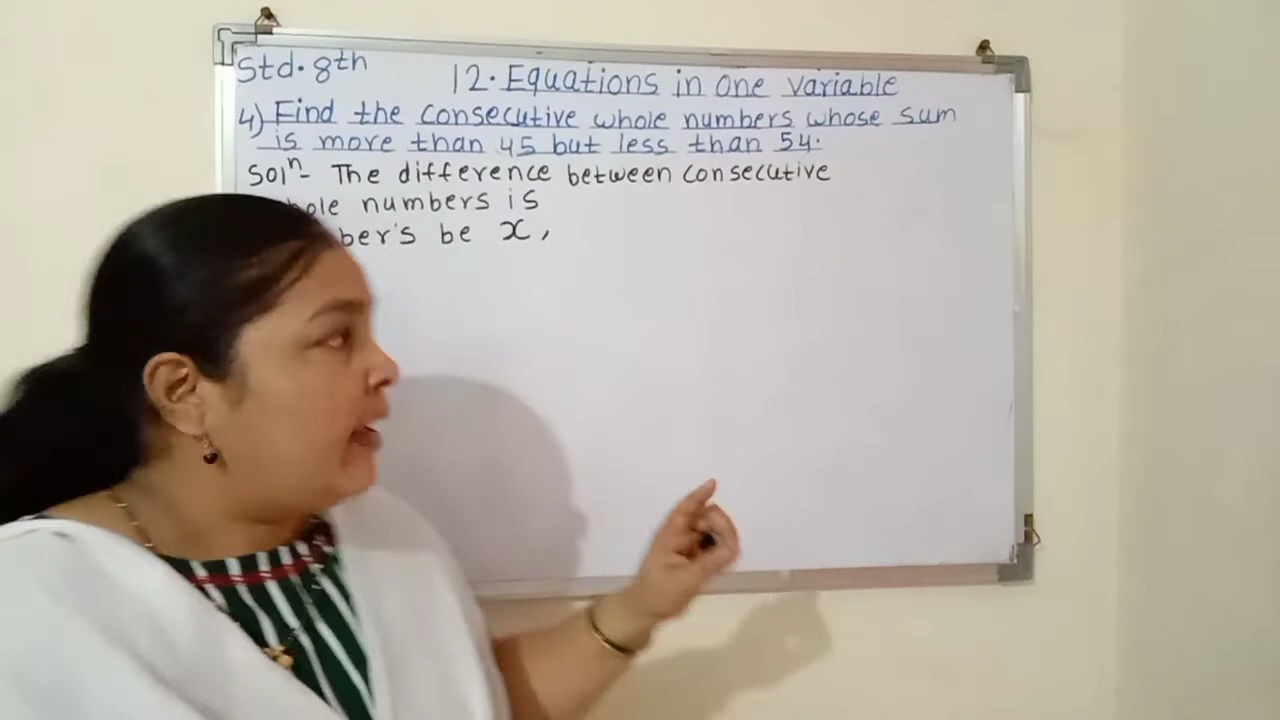 Std. 8th
12. Equations in one variable
4) Find the consecutive whole numbers whose sum
is more than 45 but less than 54.
Solⁿ- The difference between consecutive
numbers is
be x,